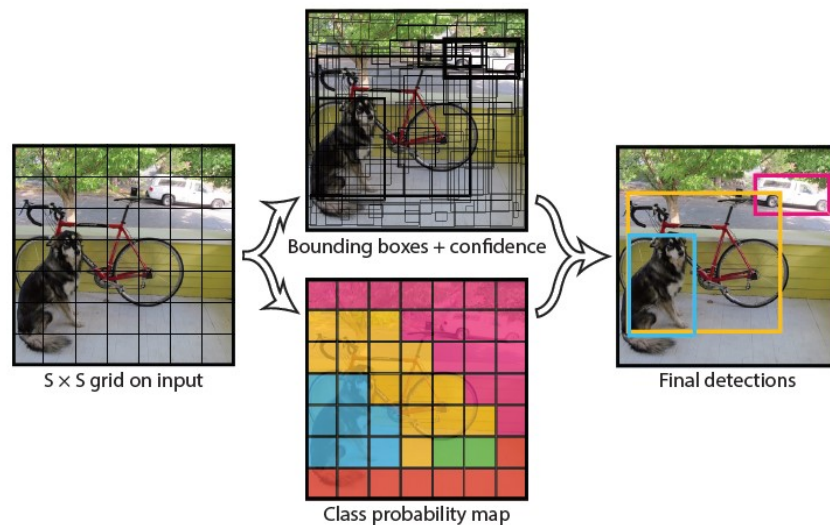 Bounding boxes + confidence
S × S grid on input
Final detections
Class probability map